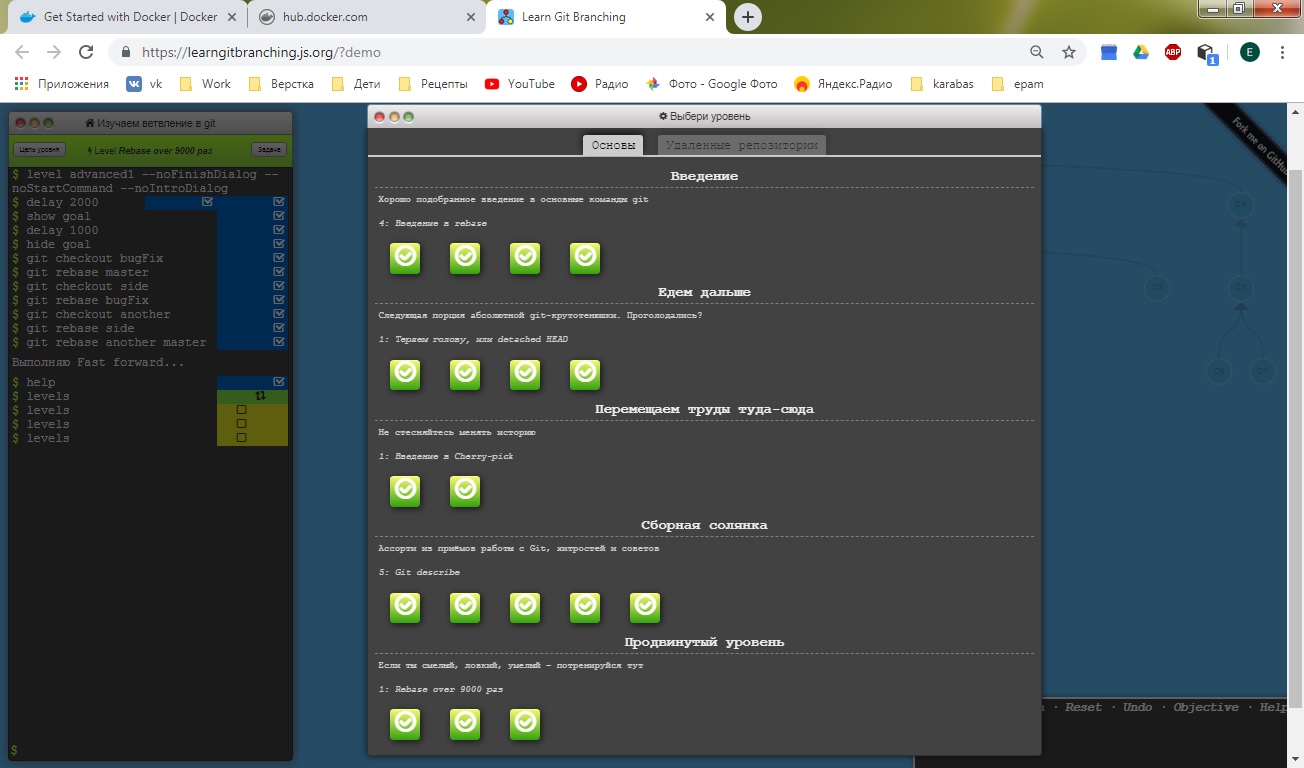 Get Started with Docker | Docker
hub.docker.com
Learn Git Branching
https://learngitbranching.js.org/?demo
ABP
1
E
Приложения
vk
Work
Верстка
Дети
Рецепты
YouTube
Радио
Фото - Google Фото
Яндекс.Радио
karabas
epam
Изучаем ветвление в git
Цель уровня
Level Rebase over 9000 раз
Задача
$ level advanced1 --noFinishDialog --
noStartCommand --noIntroDialog
$ delay 2000
$ show goal
$ delay 1000
$ hide goal
$ git checkout bugFix
$ git rebase master
$ git checkout side
$ git rebase bugFix
$ git checkout another
$ git rebase side
$ git rebase another master
Выполняю Fast forward...
$ help
$ levels
$ levels
$ levels
$ levels
$
Выбери уровень
Основы
Удаленные репозитории
Введение
Хорошо подобранное введение в основные команды git
4: Введение в rebase
Едем дальше
Следующая порция абсолютной git-крутотенюшки. Проголодались?
1: Теряем голову, или detached HEAD
Перемещаем труды туда-сюда
Не стесняйтесь менять историю
1: Введение в Cherry-pick
Сборная солянка
Ассорти из приёмов работы с Git, хитростей и советов
5: Git describe
Продвинутый уровень
Если ты смелый, ловкий, умелый - потренируйся тут
1: Rebase over 9000 раз
Fork me on GitHub
· Reset · Undo · Objective · Help